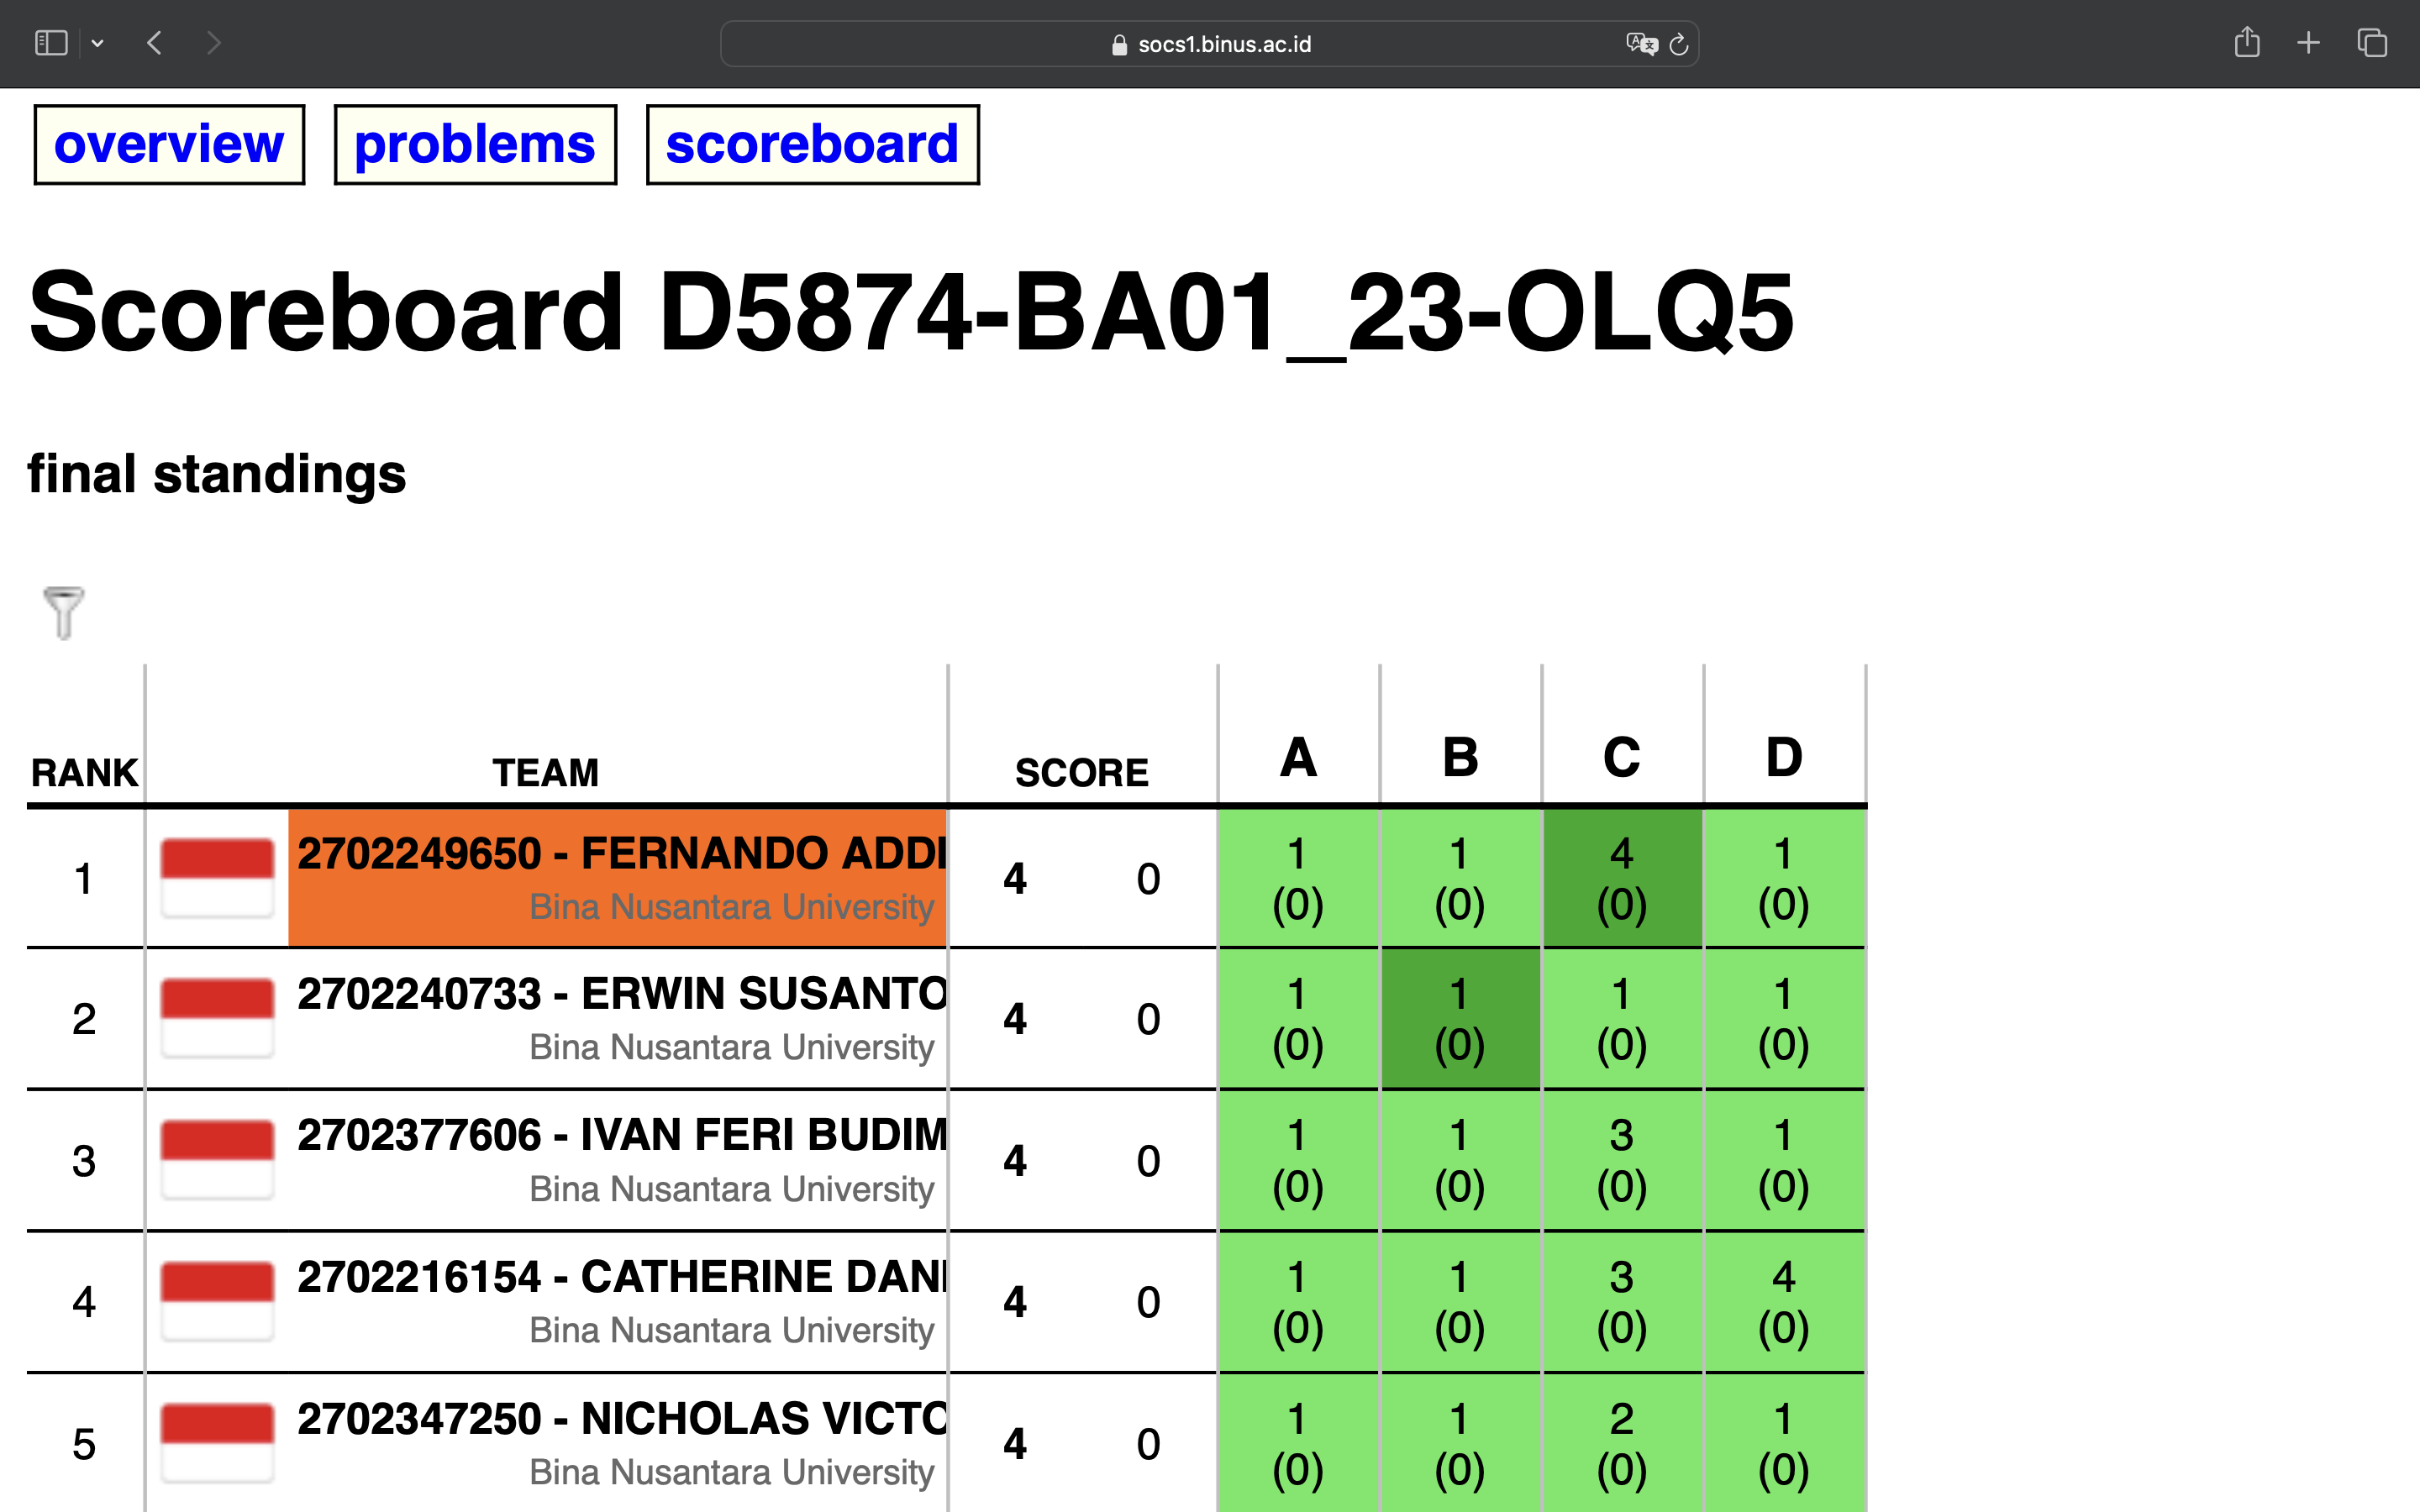 socs1.binus.ac.id
overview problems scoreboard
Scoreboard D5874-BA01_23-OLQ5
final standings
RANK TEAM SCORE A B C D
1 2702249650 - FERNANDO ADDI 4 0 1 1 4 1
Bina Nusantara University (0) (0) (0) (0)
2 2702240733 - ERWIN SUSANTO 4 0 1 1 1 1
Bina Nusantara University (0) (0) (0) (0)
3 2702377606 - IVAN FERI BUDIM 4 0 1 1 3 1
Bina Nusantara University (0) (0) (0) (0)
4 2702216154 - CATHERINE DANI 4 0 1 1 3 4
Bina Nusantara University (0) (0) (0) (0)
5 2702347250 - NICHOLAS VICTO 4 0 1 1 2 1
Bina Nusantara University (0) (0) (0) (0)